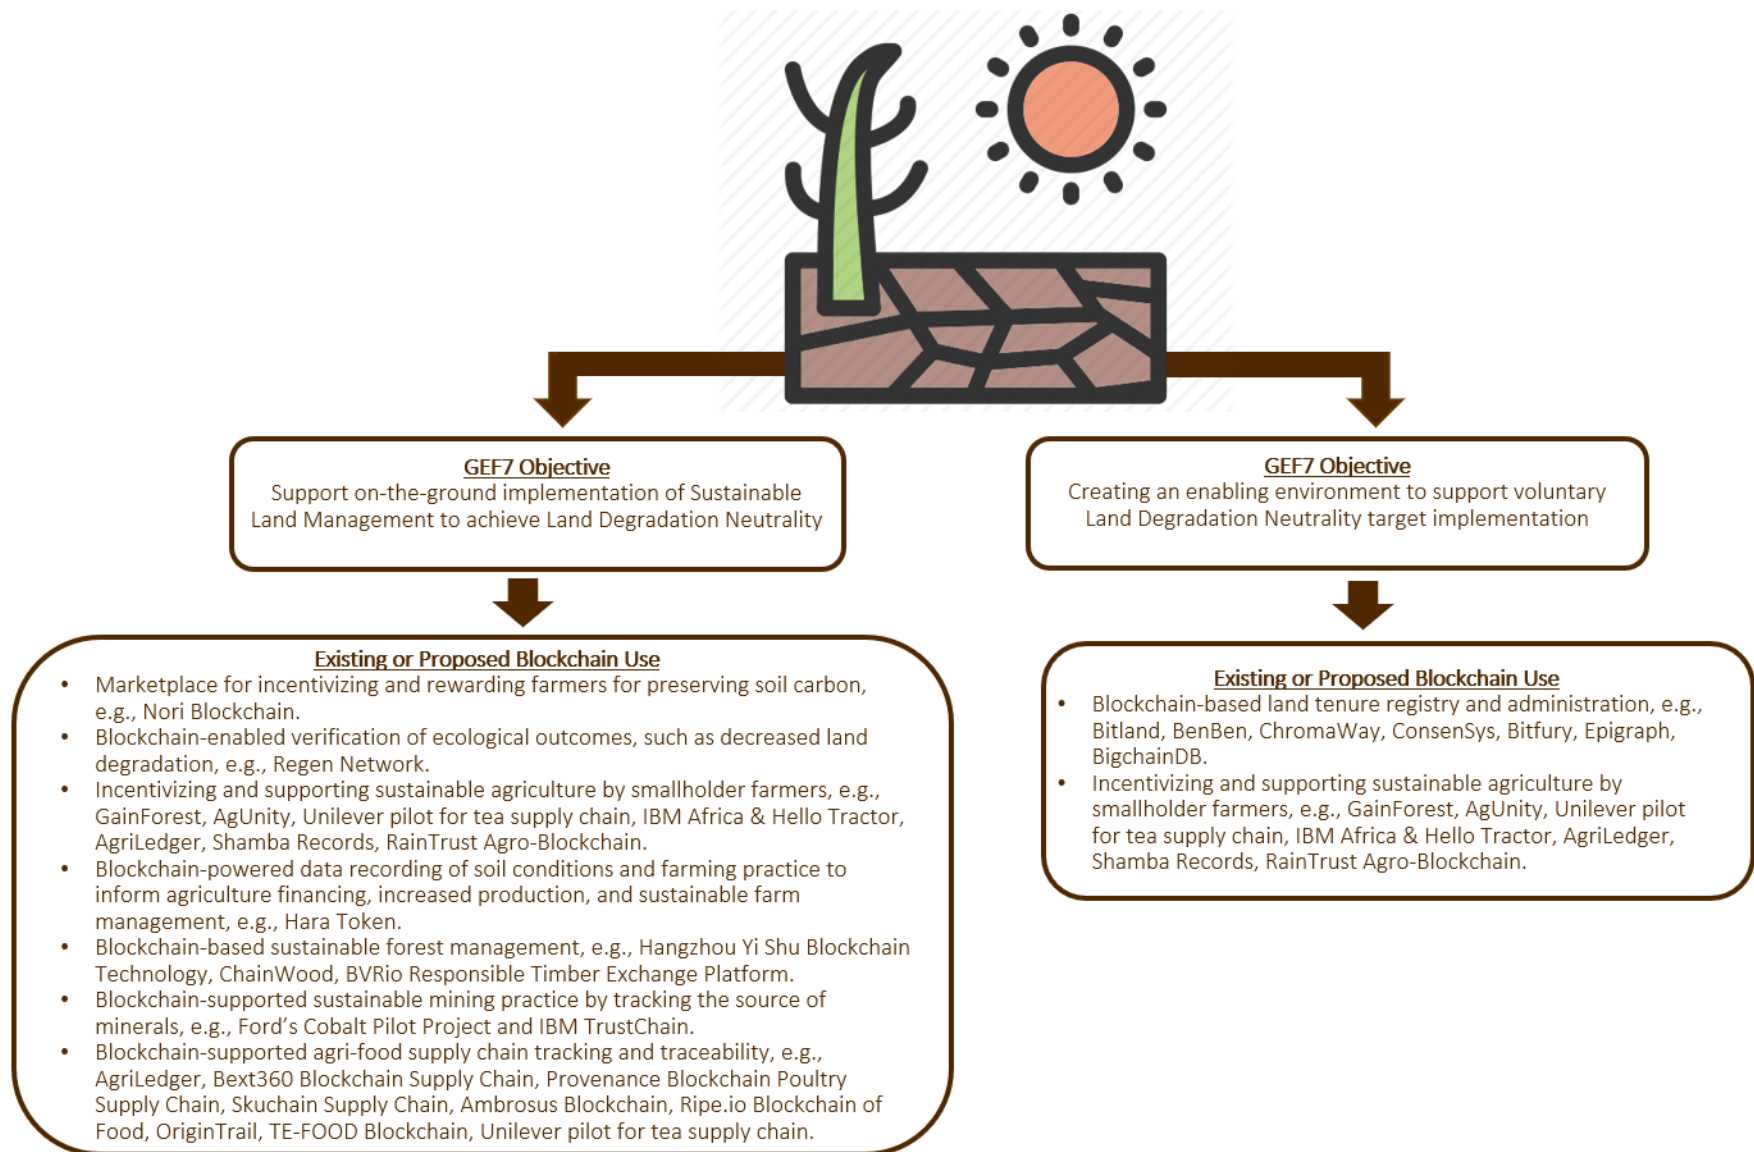 GEF7 Objective
Support on-the-ground implementation of Sustainable
Land Management to achieve Land Degradation Neutrality
GEF7 Objective
Creating an enabling environment to support voluntary
Land Degradation Neutrality target implementation
Existing or Proposed Blockchain Use
• Marketplace for incentivizing and rewarding farmers for preserving soil carbon,
e.g., Nori Blockchain.
• Blockchain-enabled verification of ecological outcomes, such as decreased land
degradation, e.g., Regen Network.
• Incentivizing and supporting sustainable agriculture by smallholder farmers, e.g.,
GainForest, AgUnity, Unilever pilot for tea supply chain, IBM Africa & Hello Tractor,
AgriLedger, Shamba Records, RainTrust Agro-Blockchain.
• Blockchain-powered data recording of soil conditions and farming practice to
inform agriculture financing, increased production, and sustainable farm
management, e.g., Hara Token.
• Blockchain-based sustainable forest management, e.g., Hangzhou Yi Shu Blockchain
Technology, ChainWood, BVRio Responsible Timber Exchange Platform.
• Blockchain-supported sustainable mining practice by tracking the source of
minerals, e.g., Ford’s Cobalt Pilot Project and IBM TrustChain.
• Blockchain-supported agri-food supply chain tracking and traceability, e.g.,
AgriLedger, Bext360 Blockchain Supply Chain, Provenance Blockchain Poultry
Supply Chain, Skuchain Supply Chain, Ambrosus Blockchain, Ripe.io Blockchain of
Food, OriginTrail, TE-FOOD Blockchain, Unilever pilot for tea supply chain.
Existing or Proposed Blockchain Use
• Blockchain-based land tenure registry and administration, e.g.,
Bitland, BenBen, ChromaWay, ConsenSys, Bitfury, Epigraph,
BigchainDB.
• Incentivizing and supporting sustainable agriculture by
smallholder farmers, e.g., GainForest, AgUnity, Unilever pilot
for tea supply chain, IBM Africa & Hello Tractor, AgriLedger,
Shamba Records, RainTrust Agro-Blockchain.